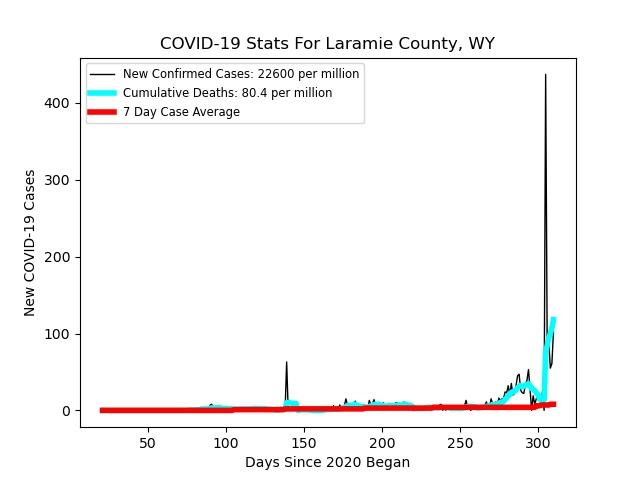 COVID-19 Stats For Laramie County, WY
New Confirmed Cases: 22600 per million
Cumulative Deaths: 80.4 per million
7 Day Case Average
New COVID-19 Cases
400
300
200
100
0
50 100 150 200 250 300
Days Since 2020 Began